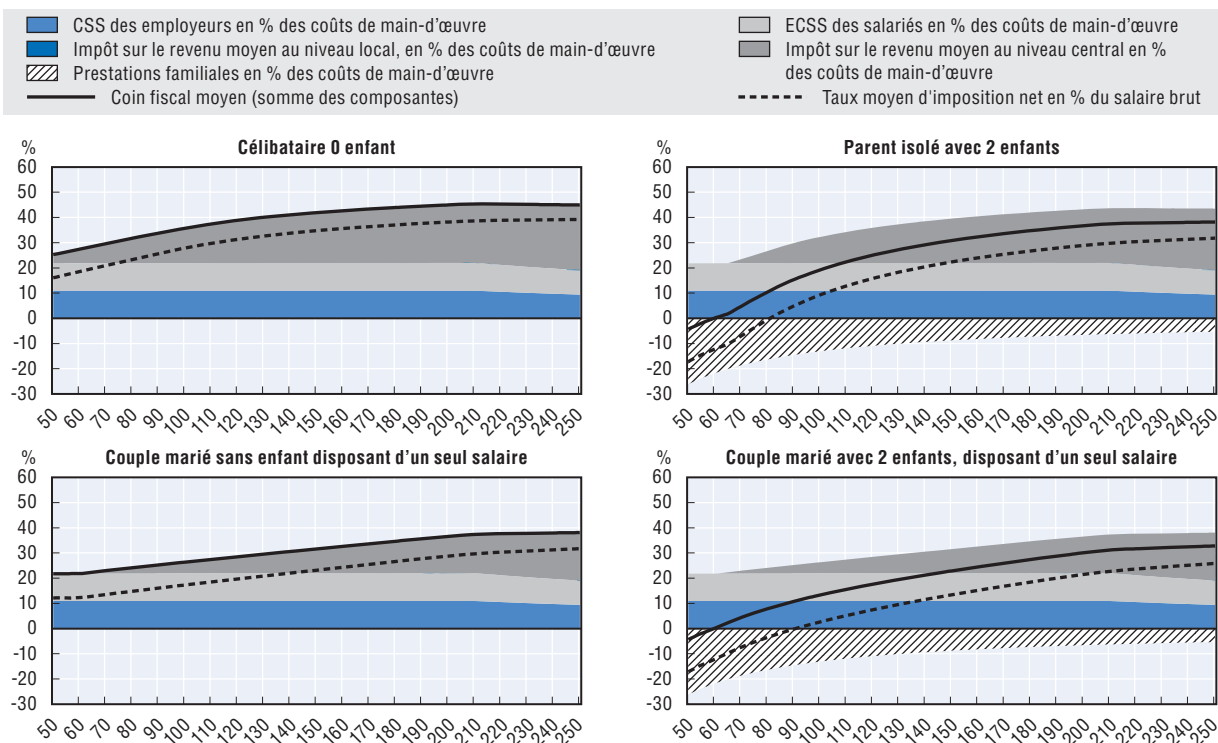 CSS des employeurs en % des coûts de main-d'œuvre
ECSS des salariés en % des coûts de main-d'œuvre
Impôt sur le revenu moyen au niveau local, en % des coûts de main-d'œuvre
Impôt sur le revenu moyen au niveau central en %
des coûts de main-d'œuvre
Prestations familiales en % des coûts de main-d'œuvre
Coin fiscal moyen (somme des composantes)
Taux moyen d'imposition net en % du salaire brut
% Célibataire 0 enfant
60
50
40
30
20
10
0
-10
-20
-30
50 60 70 80 90 100 110 120 130 140 150 160 170 180 190 200 210 220 230 240 250
% Parent isolé avec 2 enfants
60
50
40
30
20
10
0
-10
-20
-30
50 60 70 80 90 100 110 120 130 140 150 160 170 180 190 200 210 220 230 240 250
% Couple marié sans enfant disposant d'un seul salaire
60
50
40
30
20
10
0
-10
-20
-30
50 60 70 80 90 100 110 120 130 140 150 160 170 180 190 200 210 220 230 240 250
% Couple marié avec 2 enfants, disposant d'un seul salaire
60
50
40
30
20
10
0
-10
-20
-30
50 60 70 80 90 100 110 120 130 140 150 160 170 180 190 200 210 220 230 240 250